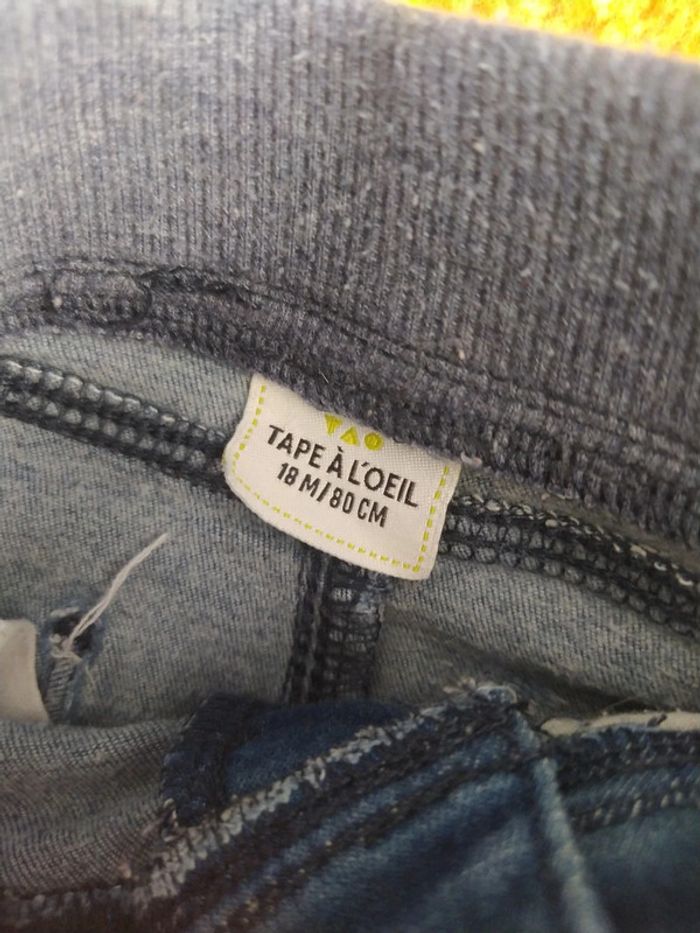 TAO
TAPE À L'OEIL
18 M/80 CM